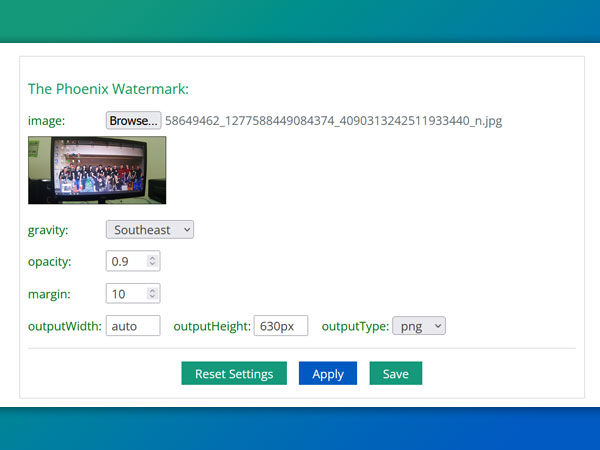 The Phoenix Watermark:
image: Browse... 58649462_1277588449084374_4090313242511933440_n.jpg
gravity: Southeast
opacity: 0.9
margin: 10
outputWidth: auto outputHeight: 630px outputType: png
Reset Settings Apply Save